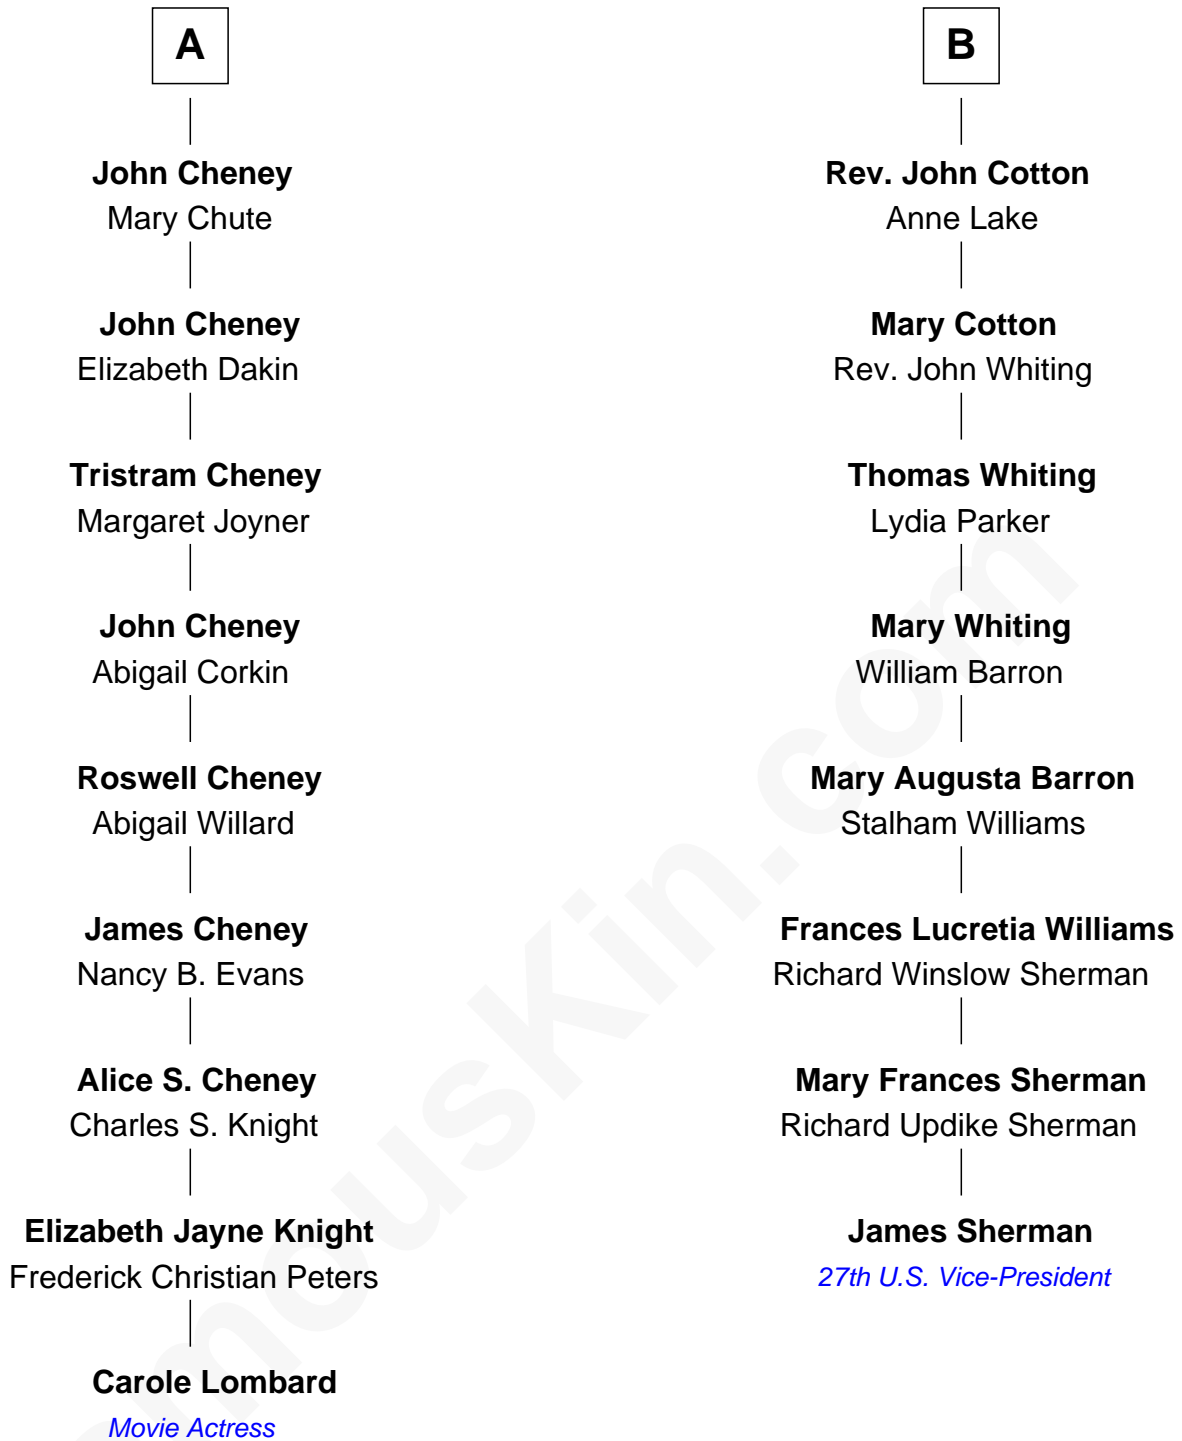 A
John Cheney
Mary Chute
John Cheney
Elizabeth Dakin
Tristram Cheney
Margaret Joyner
John Cheney
Abigail Corkin
Roswell Cheney
Abigail Willard
James Cheney
Nancy B. Evans
Alice S. Cheney
Charles S. Knight
Elizabeth Jayne Knight
Frederick Christian Peters
Carole Lombard
Movie Actress
B
Rev. John Cotton
Anne Lake
Mary Cotton
Rev. John Whiting
Thomas Whiting
Lydia Parker
Mary Whiting
William Barron
Mary Augusta Barron
Stalham Williams
Frances Lucretia Williams
Richard Winslow Sherman
Mary Frances Sherman
Richard Updike Sherman
James Sherman
27th U.S. Vice-President
mouskin.com